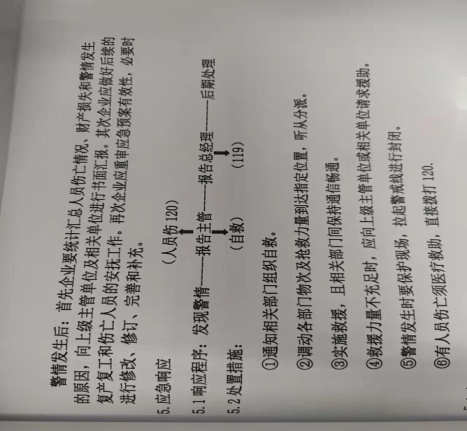 警情发生后：首先企业要统计汇总人员伤亡情况、财产损失和警情发生
的原因，向上级主管单位及相关单位进行书面汇报。其次企业应做好后续的
复产复工和伤亡人员的安抚工作。再次企业应重审应急预案有效性，必要时
进行修改、修订、完善和补充。
5.应急响应
（人员伤 120）
5.1 响应程序：发现警情——报告主管——报告总经理——后期处理
（自救） （119）
5.2 处置措施：
①通知相关部门组织自救。
②调动各部门物次及抢救力量到达指定位置，听从分派。
③实施救援，且相关部门间保持通信畅通。
④救援力量不充足时，应向上级主管单位或相关单位请求援助。
⑤警情发生时要保护现场，拉起警戒线进行封闭。
⑥有人员伤亡须医疗救助，直接拨打 120.